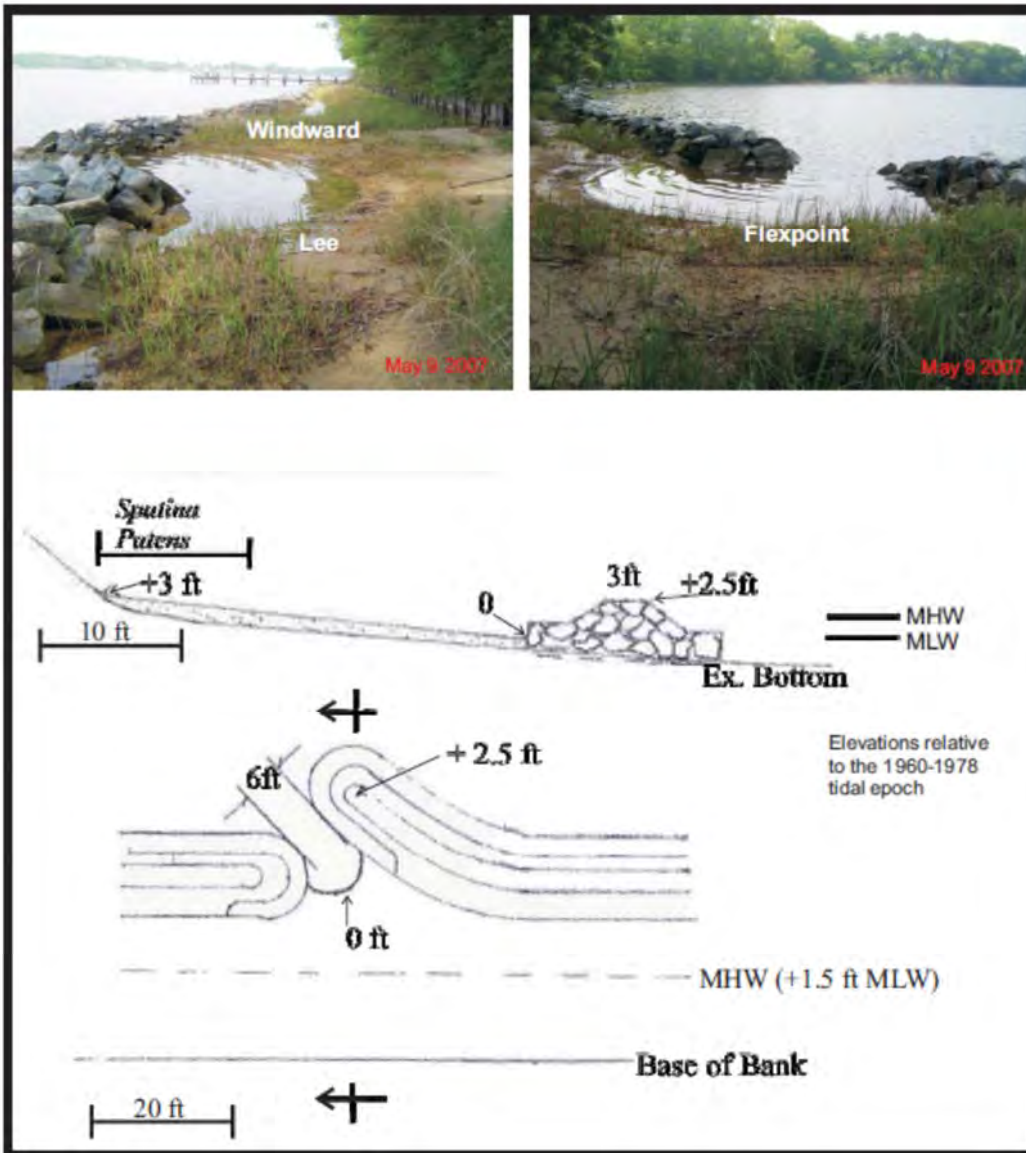 Windward
Lee
May 9 2007
Flexpoint
May 9 2007
Sputina
Patens
+3 ft
10 ft
0
3ft
+2.5ft
MHW
MLW
Ex. Bottom
Elevations relative
to the 1960-1978
tidal epoch
+ 2.5 ft
6ft
0 ft
MHW (+1.5 ft MLW)
Base of Bank
20 ft